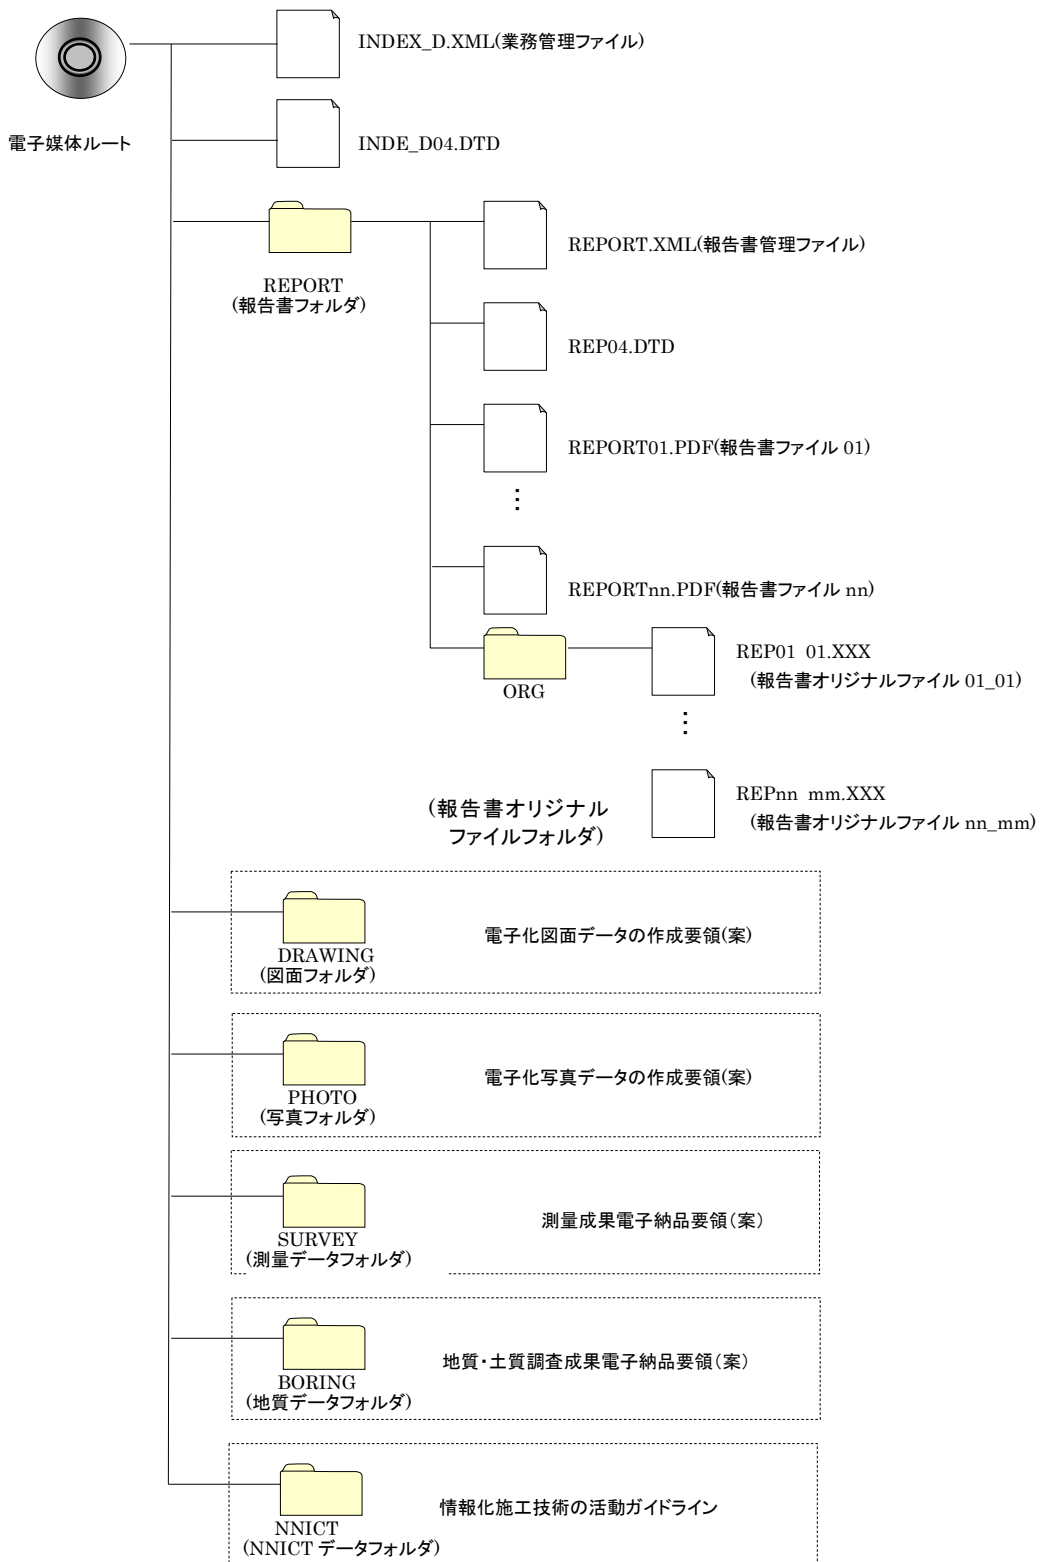 INDEX_D.XML(業務管理ファイル)
電子媒体ルート
INDE_D04.DTD
REPORT
(報告書フォルダ)
REPORT.XML(報告書管理ファイル)
REP04.DTD
REPORT01.PDF(報告書ファイル 01)
⋮
REPORTnn.PDF(報告書ファイル nn)
ORG
(報告書オリジナル
ファイルフォルダ)
REP01 01.XXX
(報告書オリジナルファイル 01_01)
⋮
REPnn mm.XXX
(報告書オリジナルファイル nn_mm)
DRAWING
(図面フォルダ)
電子化図面データの作成要領(案)
PHOTO
(写真フォルダ)
電子化写真データの作成要領(案)
SURVEY
(測量データフォルダ)
測量成果電子納品要領(案)
BORING
(地質データフォルダ)
地質・土質調査成果電子納品要領(案)
NNICT
(NNICT データフォルダ)
情報化施工技術の活動ガイドライン